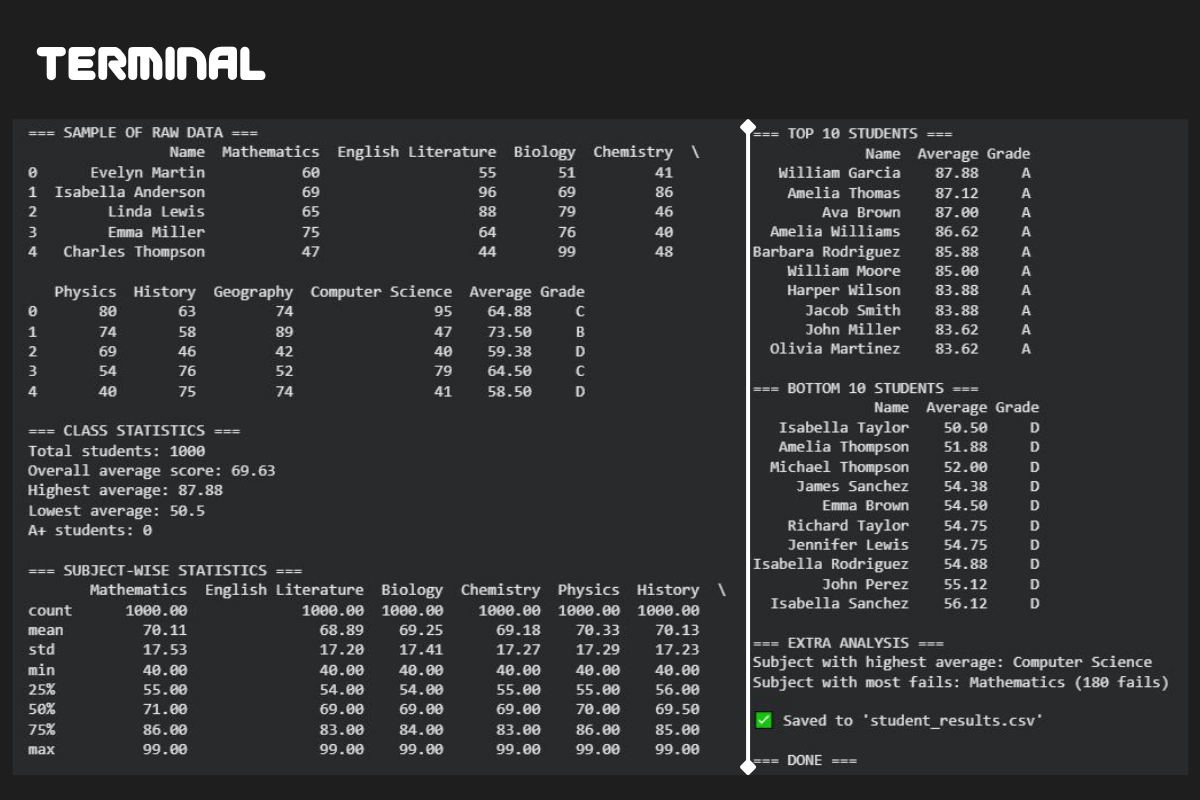 TERMINAL
=== SAMPLE OF RAW DATA ===
Name Mathematics English Literature Biology Chemistry \
0 Evelyn Martin 60 55 51 41
1 Isabella Anderson 69 96 69 86
2 Linda Lewis 65 88 79 46
3 Emma Miller 75 64 76 40
4 Charles Thompson 47 44 99 48
Physics History Geography Computer Science Average Grade
0 80 63 74 95 64.88 C
1 74 58 89 47 73.50 B
2 69 46 42 40 59.38 D
3 54 76 52 79 64.50 C
4 40 75 74 41 58.50 D
=== CLASS STATISTICS ===
Total students: 1000
Overall average score: 69.63
Highest average: 87.88
Lowest average: 50.5
A+ students: 0
=== SUBJECT-WISE STATISTICS ===
Mathematics English Literature Biology Chemistry Physics History \
count 1000.00 1000.00 1000.00 1000.00 1000.00 1000.00
mean 70.11 68.89 69.25 69.18 70.33 70.13
std 17.53 17.20 17.41 17.27 17.29 17.23
min 40.00 40.00 40.00 40.00 40.00 40.00
25% 55.00 54.00 54.00 55.00 55.00 56.00
50% 71.00 69.00 69.00 69.00 70.00 69.50
75% 86.00 83.00 84.00 83.00 86.00 85.00
max 99.00 99.00 99.00 99.00 99.00 99.00
=== TOP 10 STUDENTS ===
Name Average Grade
William Garcia 87.88 A
Amelia Thomas 87.12 A
Ava Brown 87.00 A
Amelia Williams 86.62 A
Barbara Rodriguez 85.88 A
William Moore 85.00 A
Harper Wilson 83.88 A
Jacob Smith 83.88 A
John Miller 83.62 A
Olivia Martinez 83.62 A
=== BOTTOM 10 STUDENTS ===
Name Average Grade
Isabella Taylor 50.50 D
Amelia Thompson 51.88 D
Michael Thompson 52.00 D
James Sanchez 54.38 D
Emma Brown 54.50 D
Richard Taylor 54.75 D
Jennifer Lewis 54.75 D
Isabella Rodriguez 54.88 D
John Perez 55.12 D
Isabella Sanchez 56.12 D
=== EXTRA ANALYSIS ===
Subject with highest average: Computer Science
Subject with most fails: Mathematics (180 fails)
✅ Saved to 'student_results.csv'
=== DONE ===